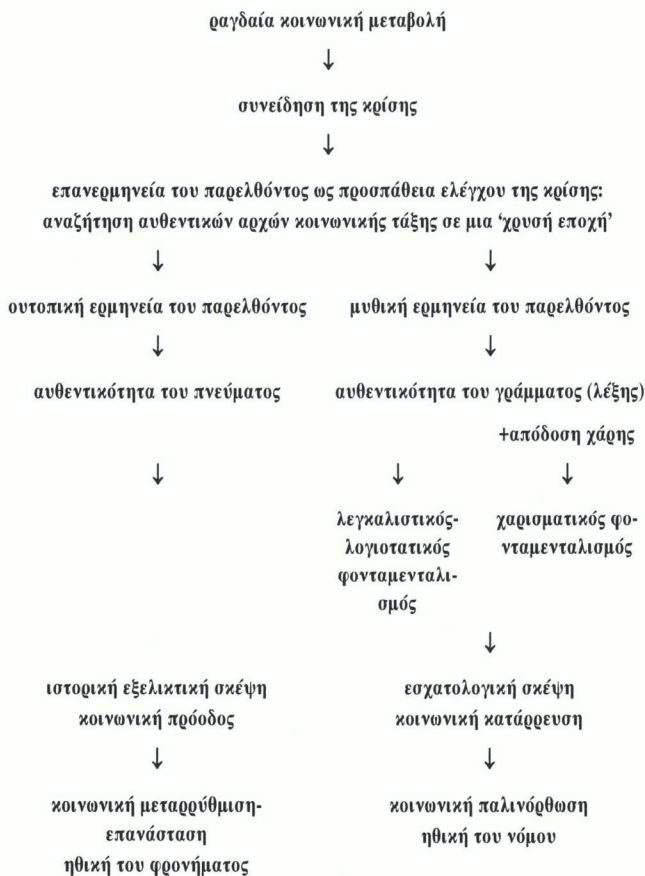 ραγδαία κοινωνική μεταβολή
↓
συνείδηση της κρίσης
↓
επανερμηνεία του παρελθόντος ως προσπάθεια ελέγχου της κρίσης:
αναζήτηση αυθεντικών αρχών κοινωνικής τάξης σε μια ‘χρυσή εποχή’
↓ ↓
ουτοπική ερμηνεία του παρελθόντος μυθική ερμηνεία του παρελθόντος
↓ ↓
αυθεντικότητα του πνεύματος αυθεντικότητα του γράμματος (λέξης)
+απόδοση χάρης
↓ ↓ ↓
λεγκαλιστικός- χαρισματικός φο-
λογιοτατικός νταμενταλισμός
φονταμενταλι-
σμός
↓
ιστορική εξελικτική σκέψη εσχατολογική σκέψη
κοινωνική πρόοδος κοινωνική κατάρρευση
↓ ↓
κοινωνική μεταρρύθμιση- κοινωνική παλινόρθωση
επανάσταση ηθική του νόμου
ηθική του φρονήματος